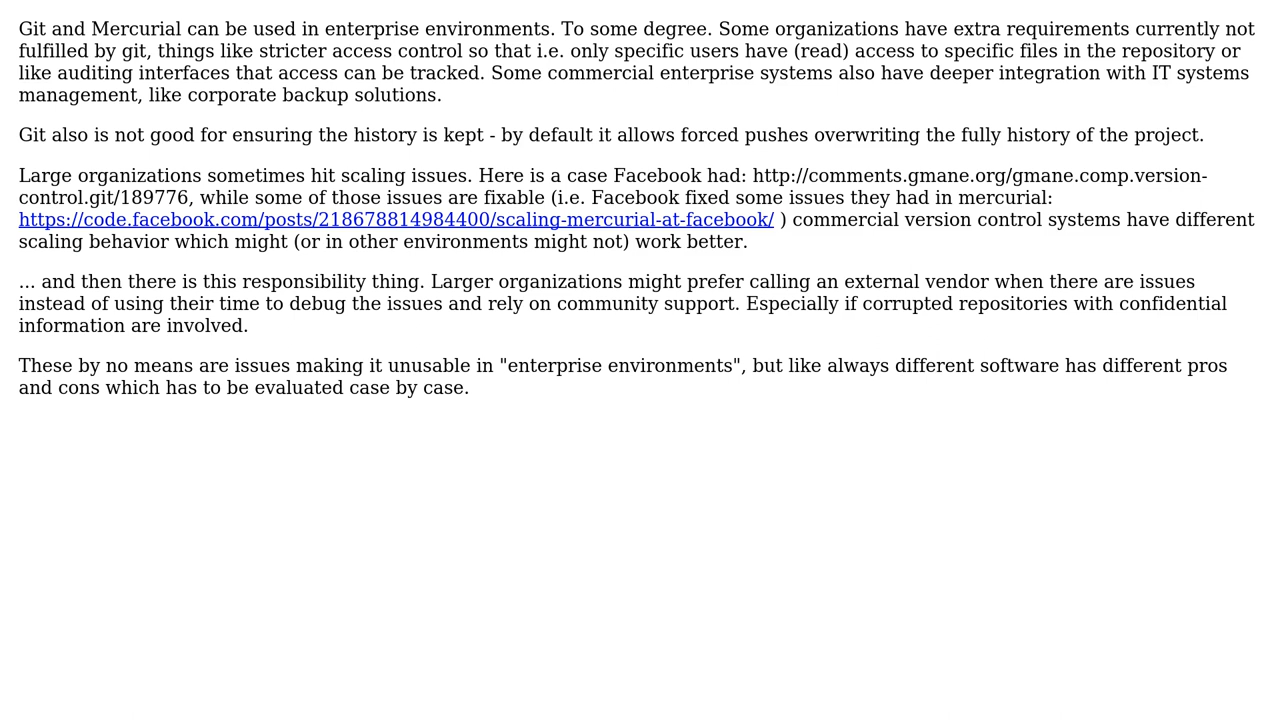 Git and Mercurial can be used in enterprise environments. To some degree. Some organizations have extra requirements currently not
fulfilled by git, things like stricter access control so that i.e. only specific users have (read) access to specific files in the repository or
like auditing interfaces that access can be tracked. Some commercial enterprise systems also have deeper integration with IT systems
management, like corporate backup solutions.
Git also is not good for ensuring the history is kept - by default it allows forced pushes overwriting the fully history of the project.
Large organizations sometimes hit scaling issues. Here is a case Facebook had: http://comments.gmane.org/gmane.comp.version-
control.git/189776, while some of those issues are fixable (i.e. Facebook fixed some issues they had in mercurial:
https://code.facebook.com/posts/218678814984400/scaling-mercurial-at-facebook/ ) commercial version control systems have different
scaling behavior which might (or in other environments might not) work better.
... and then there is this responsibility thing. Larger organizations might prefer calling an external vendor when there are issues
instead of using their time to debug the issues and rely on community support. Especially if corrupted repositories with confidential
information are involved.
These by no means are issues making it unusable in "enterprise environments", but like always different software has different pros
and cons which has to be evaluated case by case.